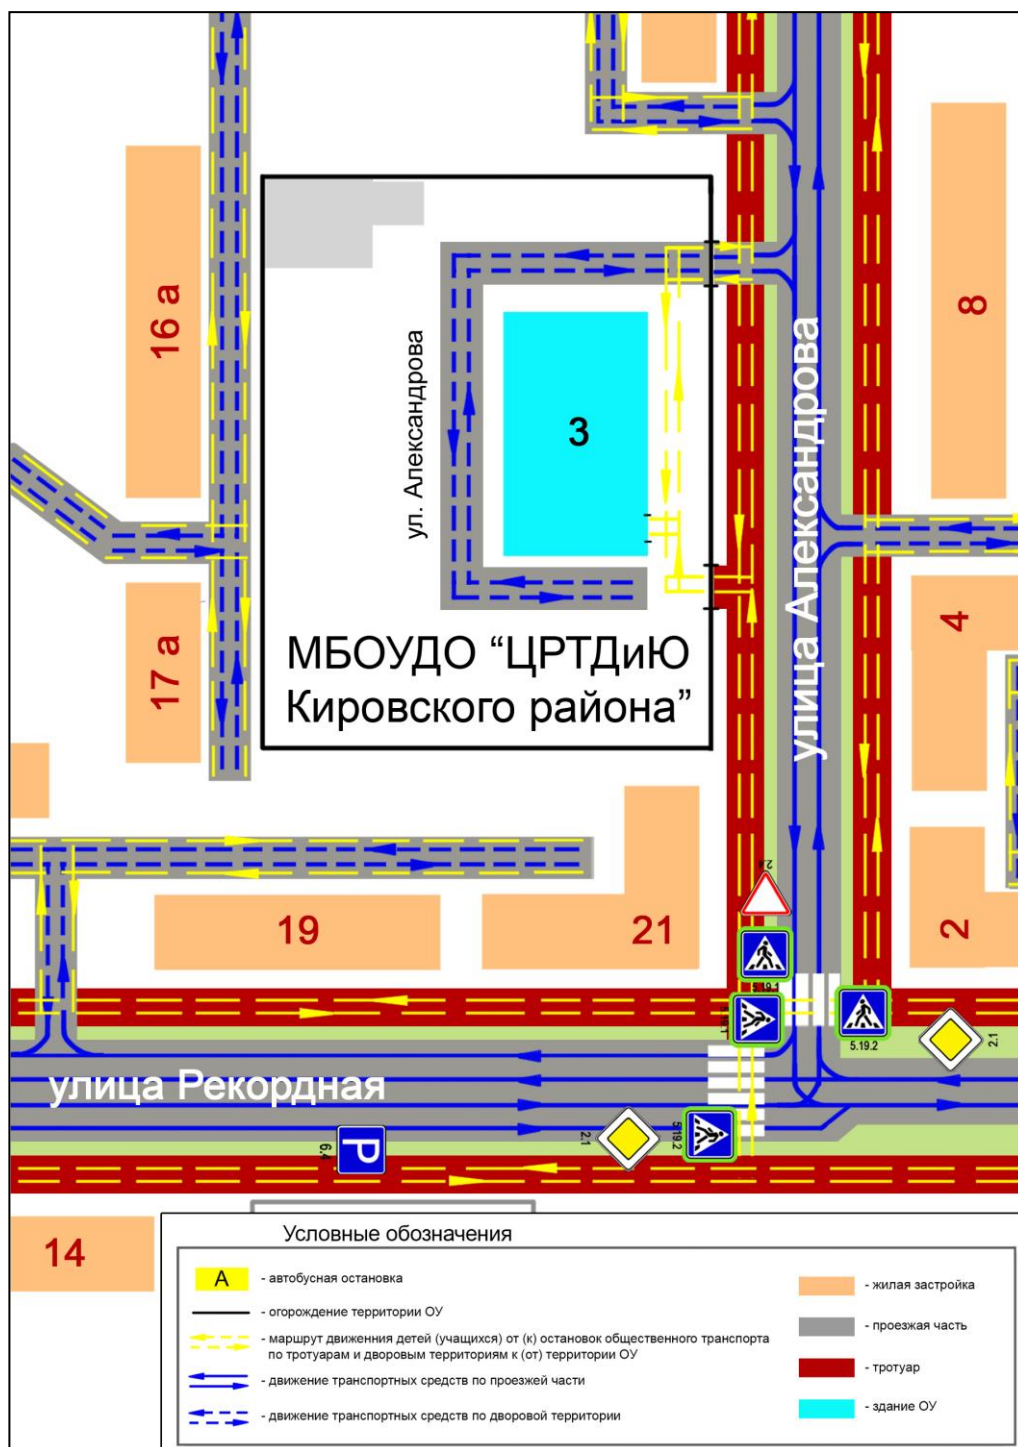 16 а
8
улица Александрова
ул. Александрова
3
4
17 а
МБОУДО “ЦРТДиЮ
Кировского района”
2.4
19
21
2
5.19.1
5.19.1
5.19.2
2.1
улица Рекордная
P
6.4
2.1
5.19.2
14
Условные обозначения
А - автобусная остановка
- огорождение территории ОУ
- маршрут движенния детей (учащихся) от (к) остановок общественного транспорта
по тротуарам и дворовым территориям к (от) территории ОУ
- движение транспортных средств по проезжей части
- движение транспортных средств по дворовой территории
- жилая застройка
- проезжая часть
- тротуар
- здание ОУ